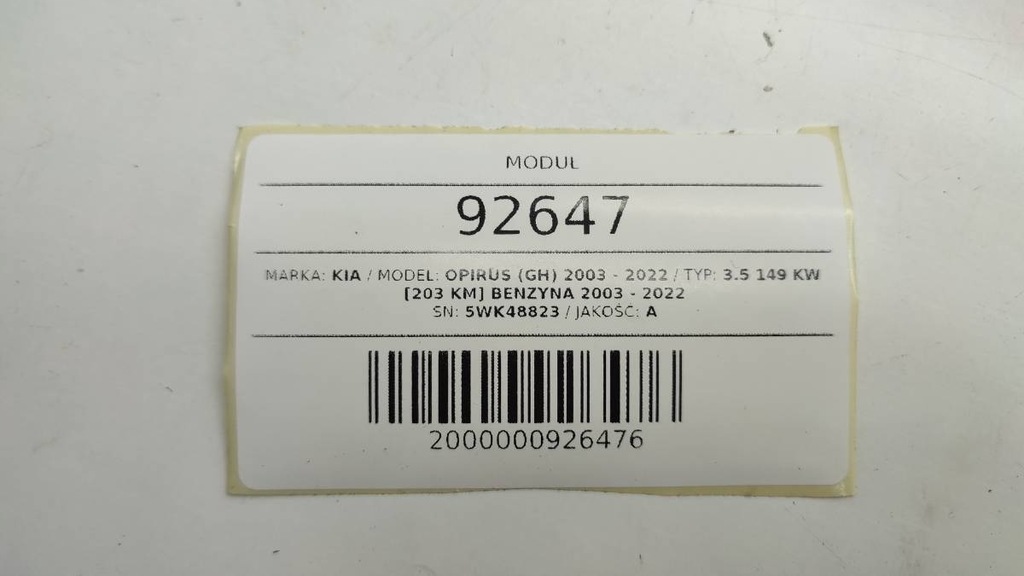 MODUŁ
92647
MARKA: KIA / MODEL: OPIRUS (GH) 2003 - 2022 / TYP: 3.5 149 KW
[203 KM] BENZYNA 2003 - 2022
SN: 5WK48823 / JAKOŚĆ: A
2000000926476